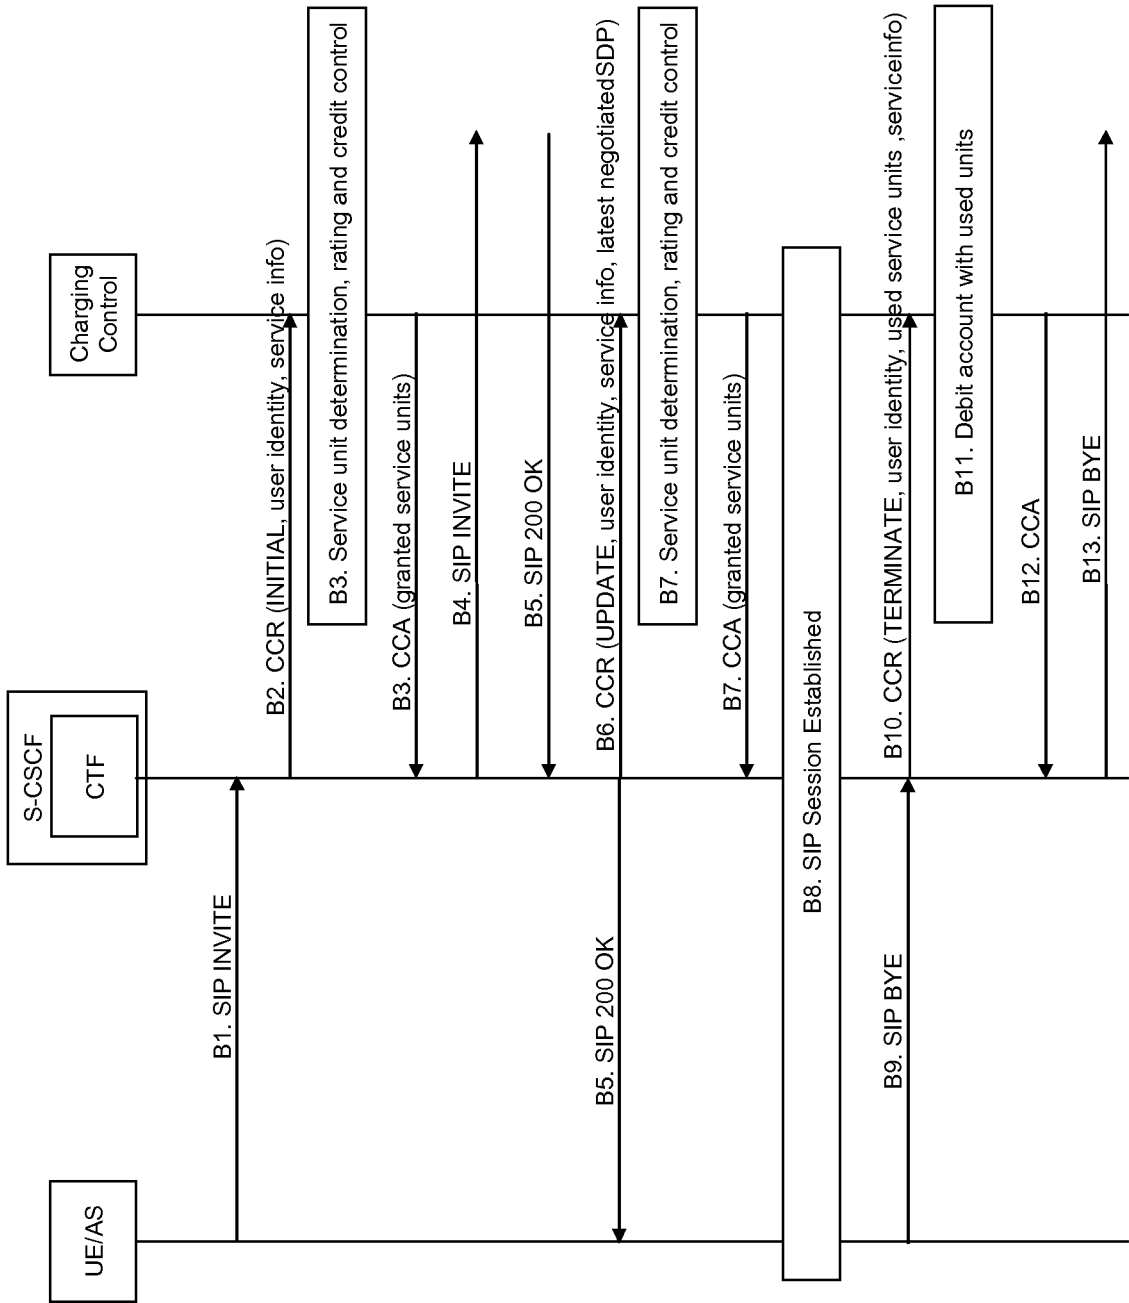 UE/AS
S-CSCF
CTF
Charging
Control
B1. SIP INVITE
B2. CCR (INITIAL, user identity, service info)
B3. Service unit determination, rating and credit control
B3. CCA (granted service units)
B4. SIP INVITE
B5. SIP 200 OK
B5. SIP 200 OK
B6. CCR (UPDATE, user identity, service info, latest negotiatedSDP)
B7. Service unit determination, rating and credit control
B7. CCA (granted service units)
B8. SIP Session Established
B9. SIP BYE
B10. CCR (TERMINATE, user identity, used service units ,serviceinfo)
B11. Debit account with used units
B12. CCA
B13. SIP BYE